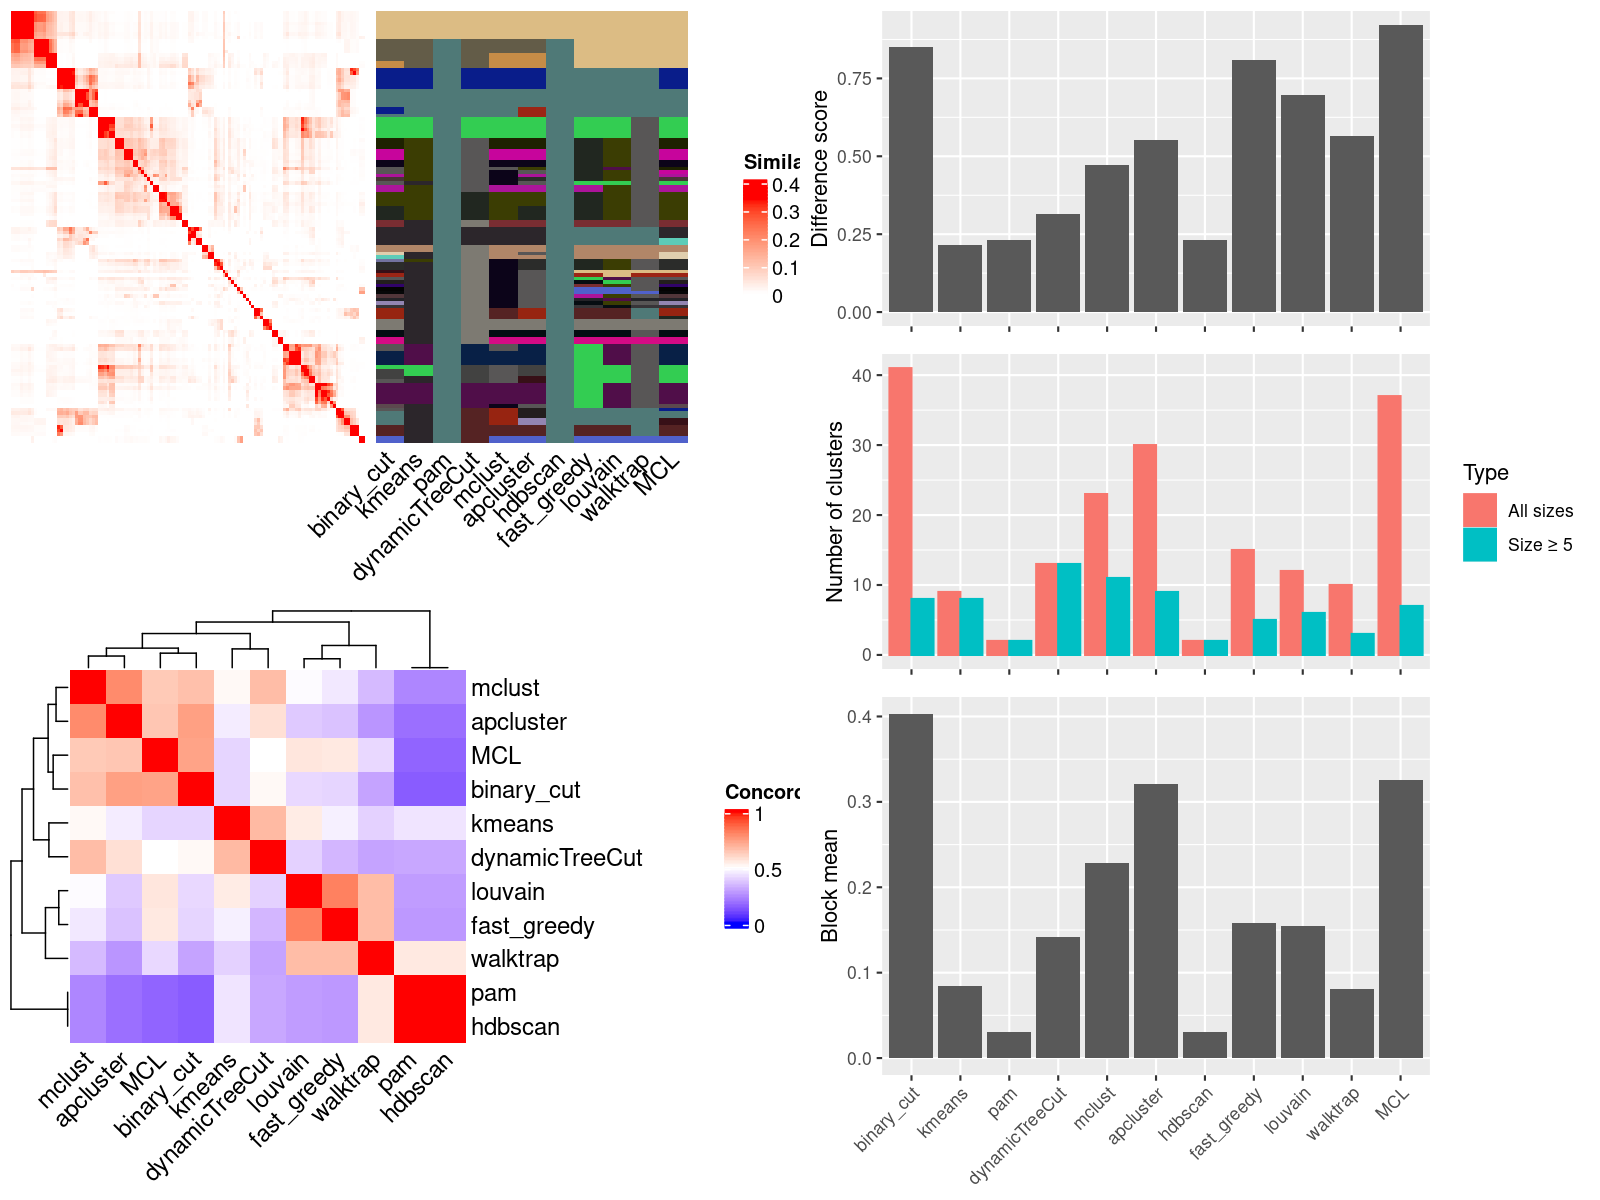 Simila
0.4
0.3
0.2
0.1
0
binary_cut
kmeans
pam
dynamicTreeCut
mclust
apcluster
hdbscan
fast_greedy
louvain
walktrap
MCL
mclust
apcluster
MCL
binary_cut
kmeans
dynamicTreeCut
louvain
fast_greedy
walktrap
pam
hdbscan
mclust
apcluster
MCL
binary_cut
kmeans
dynamicTreeCut
louvain
fast_greedy
walktrap
pam
hdbscan
Concord
1
0.5
0
Difference score
0.75
0.50
0.25
0.00
Number of clusters
40
30
20
10
0
Type
All sizes
Size ≥ 5
Block mean
0.4
0.3
0.2
0.1
0.0
binary_cut
kmeans
pam
dynamicTreeCut
mclust
apcluster
hdbscan
fast_greedy
louvain
walktrap
MCL